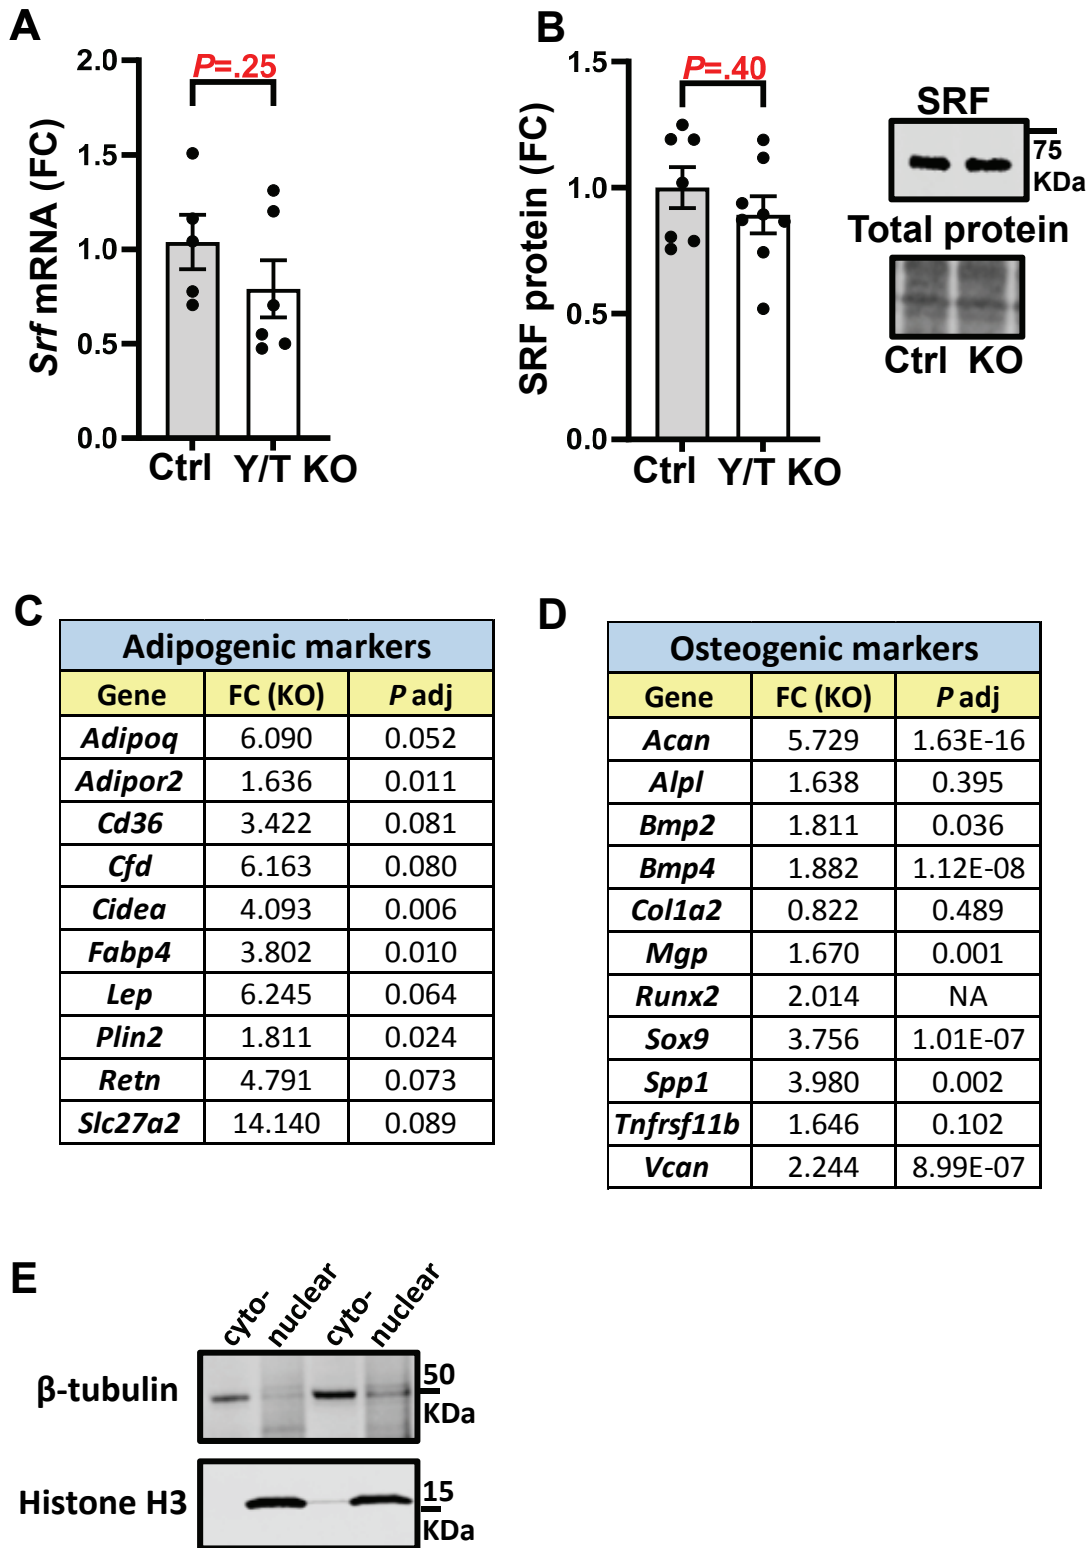 A
2.0
1.5
1.0
0.5
0.0
Srf mRNA (FC)
P=.25
Ctrl Y/T KO
B
1.5
1.0
0.5
0.0
SRF protein (FC)
P=.40
Ctrl Y/T KO
SRF
75
KDa
Total protein
Ctrl KO
C
Adipogenic markers
Gene FC (KO) P adj
Adipoq 6.090 0.052
Adipor2 1.636 0.011
Cd36 3.422 0.081
Cfd 6.163 0.080
Cidea 4.093 0.006
Fabp4 3.802 0.010
Lep 6.245 0.064
Plin2 1.811 0.024
Retn 4.791 0.073
Slc27a2 14.140 0.089
D
Osteogenic markers
Gene FC (KO) P adj
Acan 5.729 1.63E-16
Alpl 1.638 0.395
Bmp2 1.811 0.036
Bmp4 1.882 1.12E-08
Col1a2 0.822 0.489
Mgp 1.670 0.001
Runx2 2.014 NA
Sox9 3.756 1.01E-07
Spp1 3.980 0.002
Tnfrsf11b 1.646 0.102
Vcan 2.244 8.99E-07
E
cyto- nuclear cyto- nuclear
β-tubulin
50
KDa
Histone H3
15
KDa